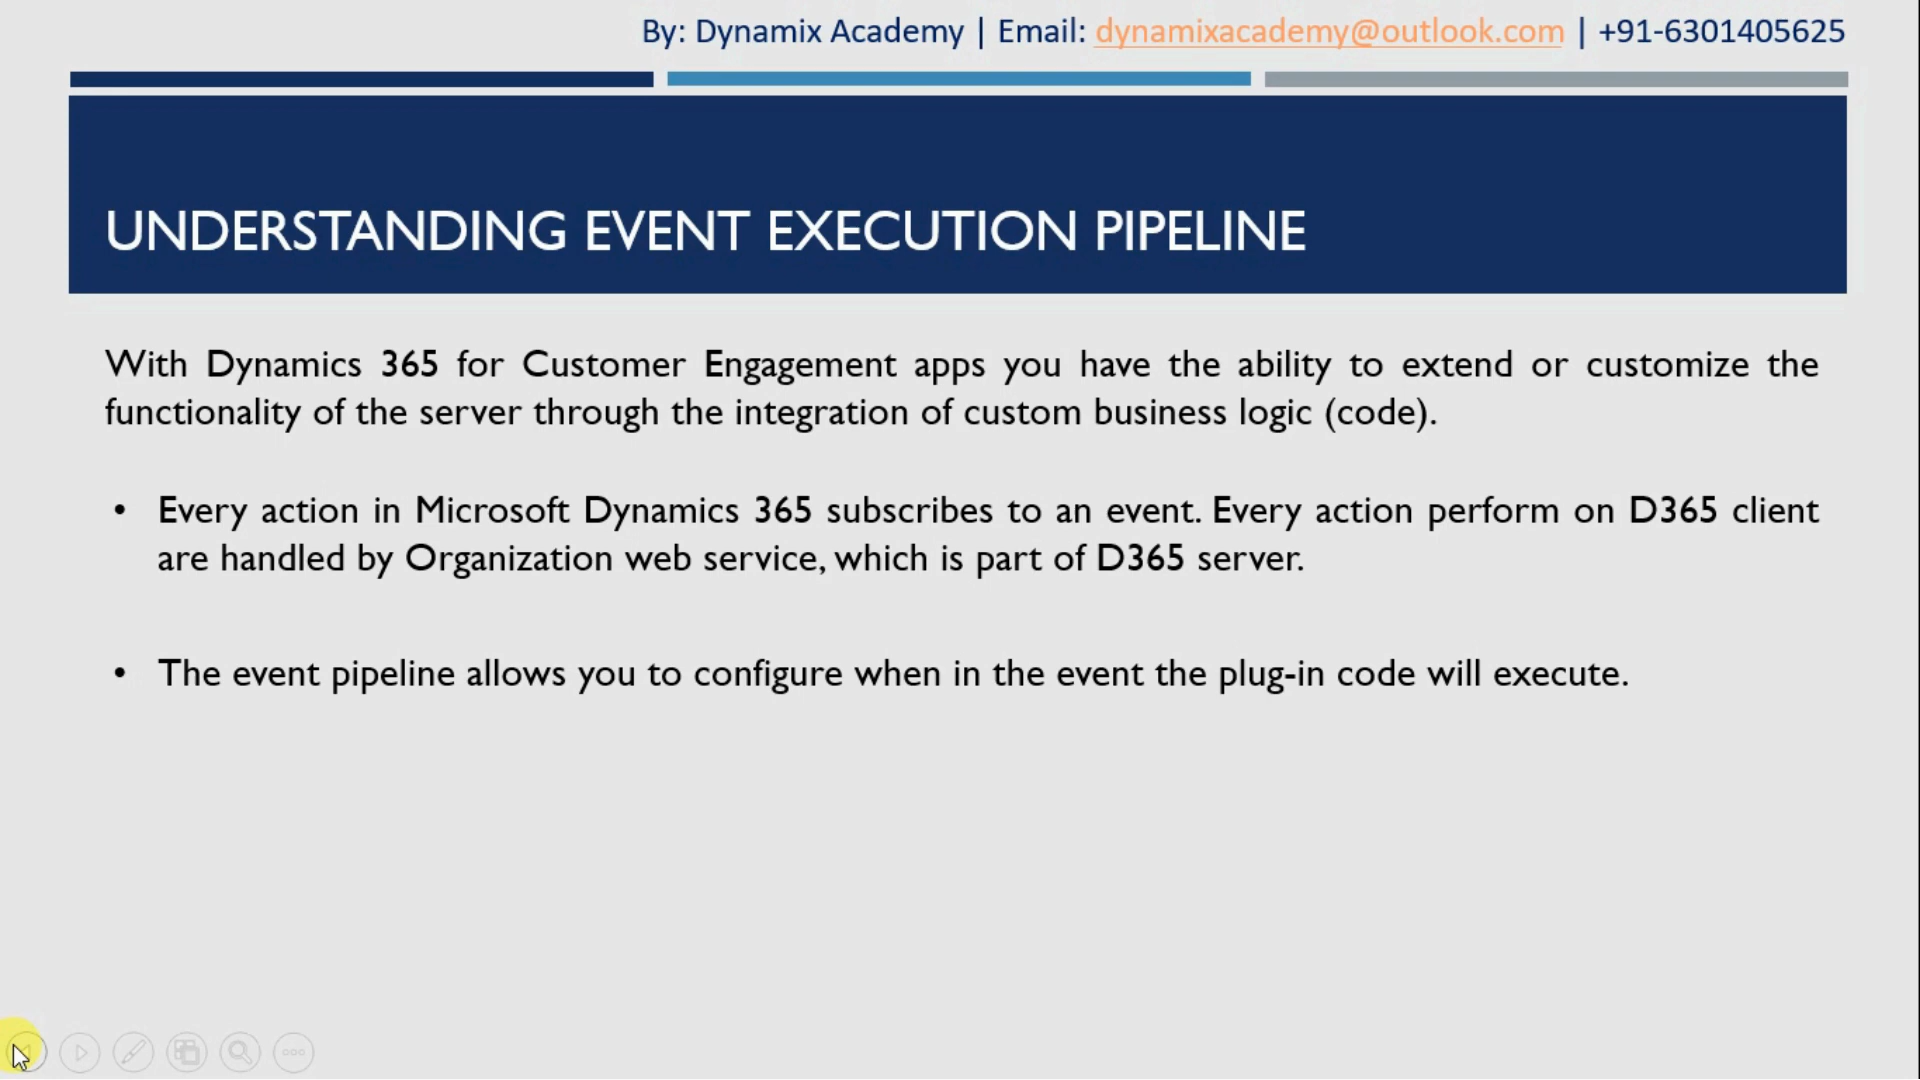 By: Dynamix Academy | Email: dynamixacademy@outlook.com | +91-6301405625
UNDERSTANDING EVENT EXECUTION PIPELINE
With Dynamics 365 for Customer Engagement apps you have the ability to extend or customize the
functionality of the server through the integration of custom business logic (code).
• Every action in Microsoft Dynamics 365 subscribes to an event. Every action perform on D365 client
are handled by Organization web service, which is part of D365 server.
• The event pipeline allows you to configure when in the event the plug-in code will execute.